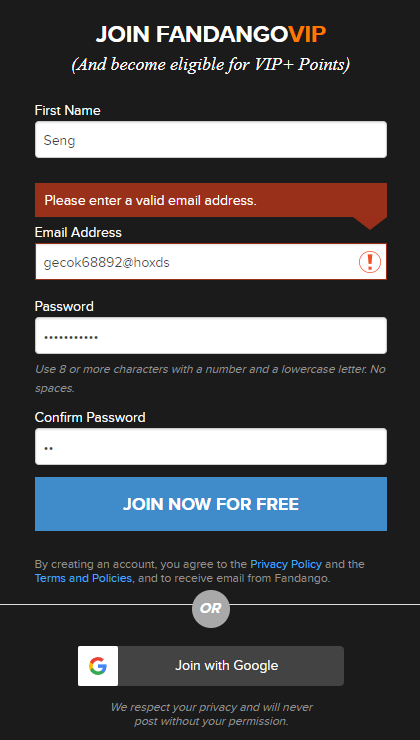 JOIN FANDANGOVIP
(And become eligible for VIP+ Points)
First Name
Seng
Please enter a valid email address.
Email Address
gecok68892@hoxds
!
Password
•••••••••••
Use 8 or more characters with a number and a lowercase letter. No
spaces.
Confirm Password
••
JOIN NOW FOR FREE
By creating an account, you agree to the Privacy Policy and the
Terms and Policies, and to receive email from Fandango.
OR
G
Join with Google
We respect your privacy and will never
post without your permission.